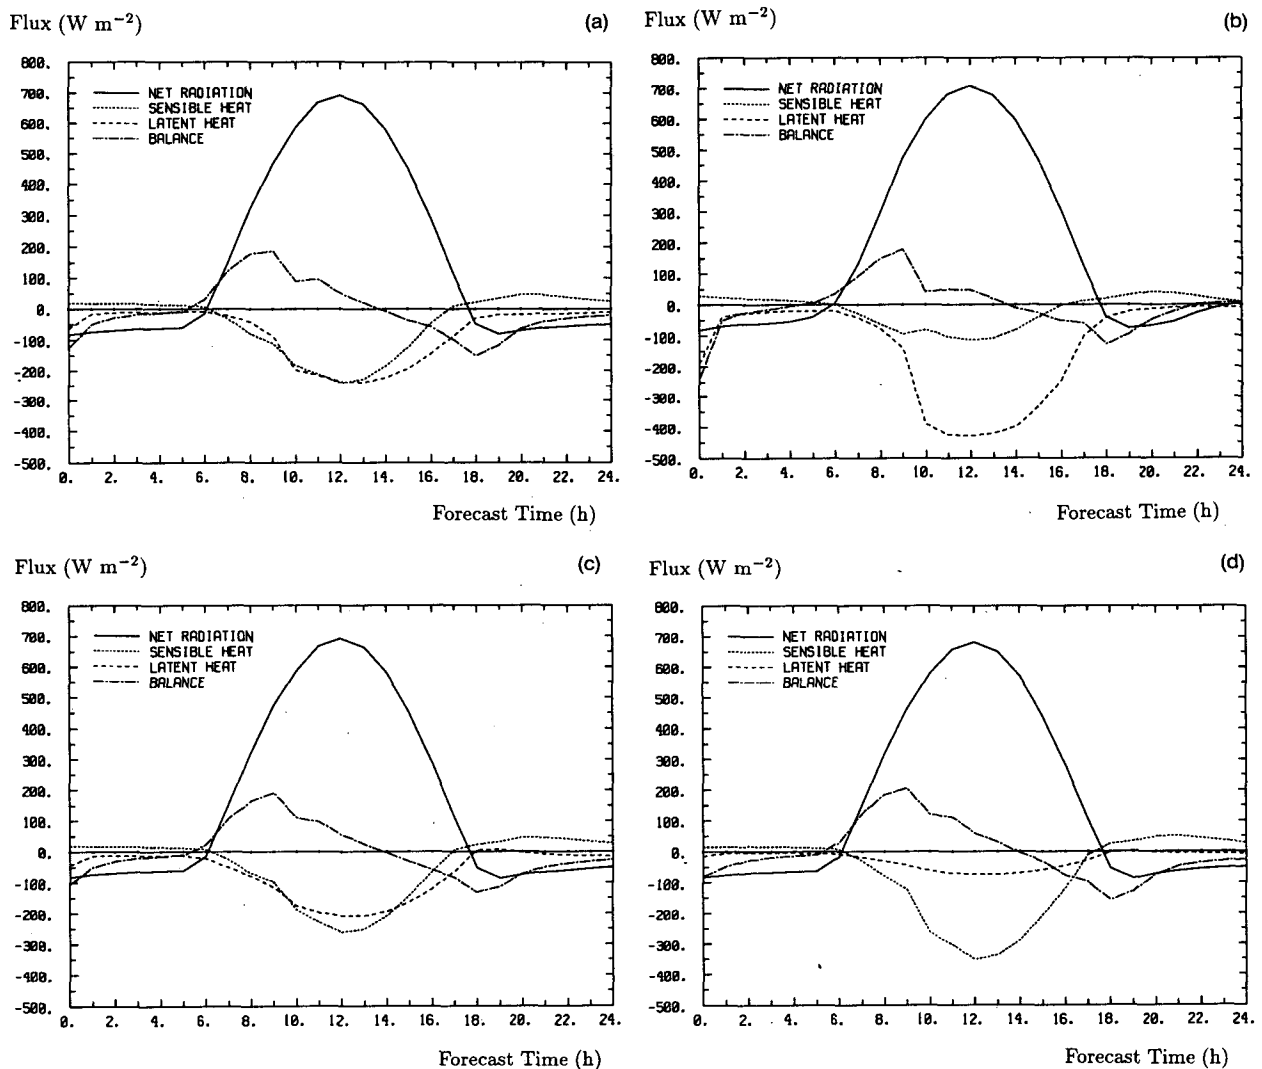 Flux (W m−2) (a)
800.
700.
600.
500.
400.
300.
200.
100.
0.
-100.
-200.
-300.
-400.
-500.
NET RADIATION
SENSIBLE HEAT
LATENT HEAT
BALANCE
0. 2. 4. 6. 8. 10. 12. 14. 16. 18. 20. 22. 24.
Forecast Time (h)
Flux (W m−2) (b)
800.
700.
600.
500.
400.
300.
200.
100.
0.
-100.
-200.
-300.
-400.
-500.
NET RADIATION
SENSIBLE HEAT
LATENT HEAT
BALANCE
0. 2. 4. 6. 8. 10. 12. 14. 16. 18. 20. 22. 24.
Forecast Time (h)
Flux (W m−2) (c)
800.
700.
600.
500.
400.
300.
200.
100.
0.
-100.
-200.
-300.
-400.
-500.
NET RADIATION
SENSIBLE HEAT
LATENT HEAT
BALANCE
0. 2. 4. 6. 8. 10. 12. 14. 16. 18. 20. 22. 24.
Forecast Time (h)
Flux (W m−2) (d)
800.
700.
600.
500.
400.
300.
200.
100.
0.
-100.
-200.
-300.
-400.
-500.
NET RADIATION
SENSIBLE HEAT
LATENT HEAT
BALANCE
0. 2. 4. 6. 8. 10. 12. 14. 16. 18. 20. 22. 24.
Forecast Time (h)